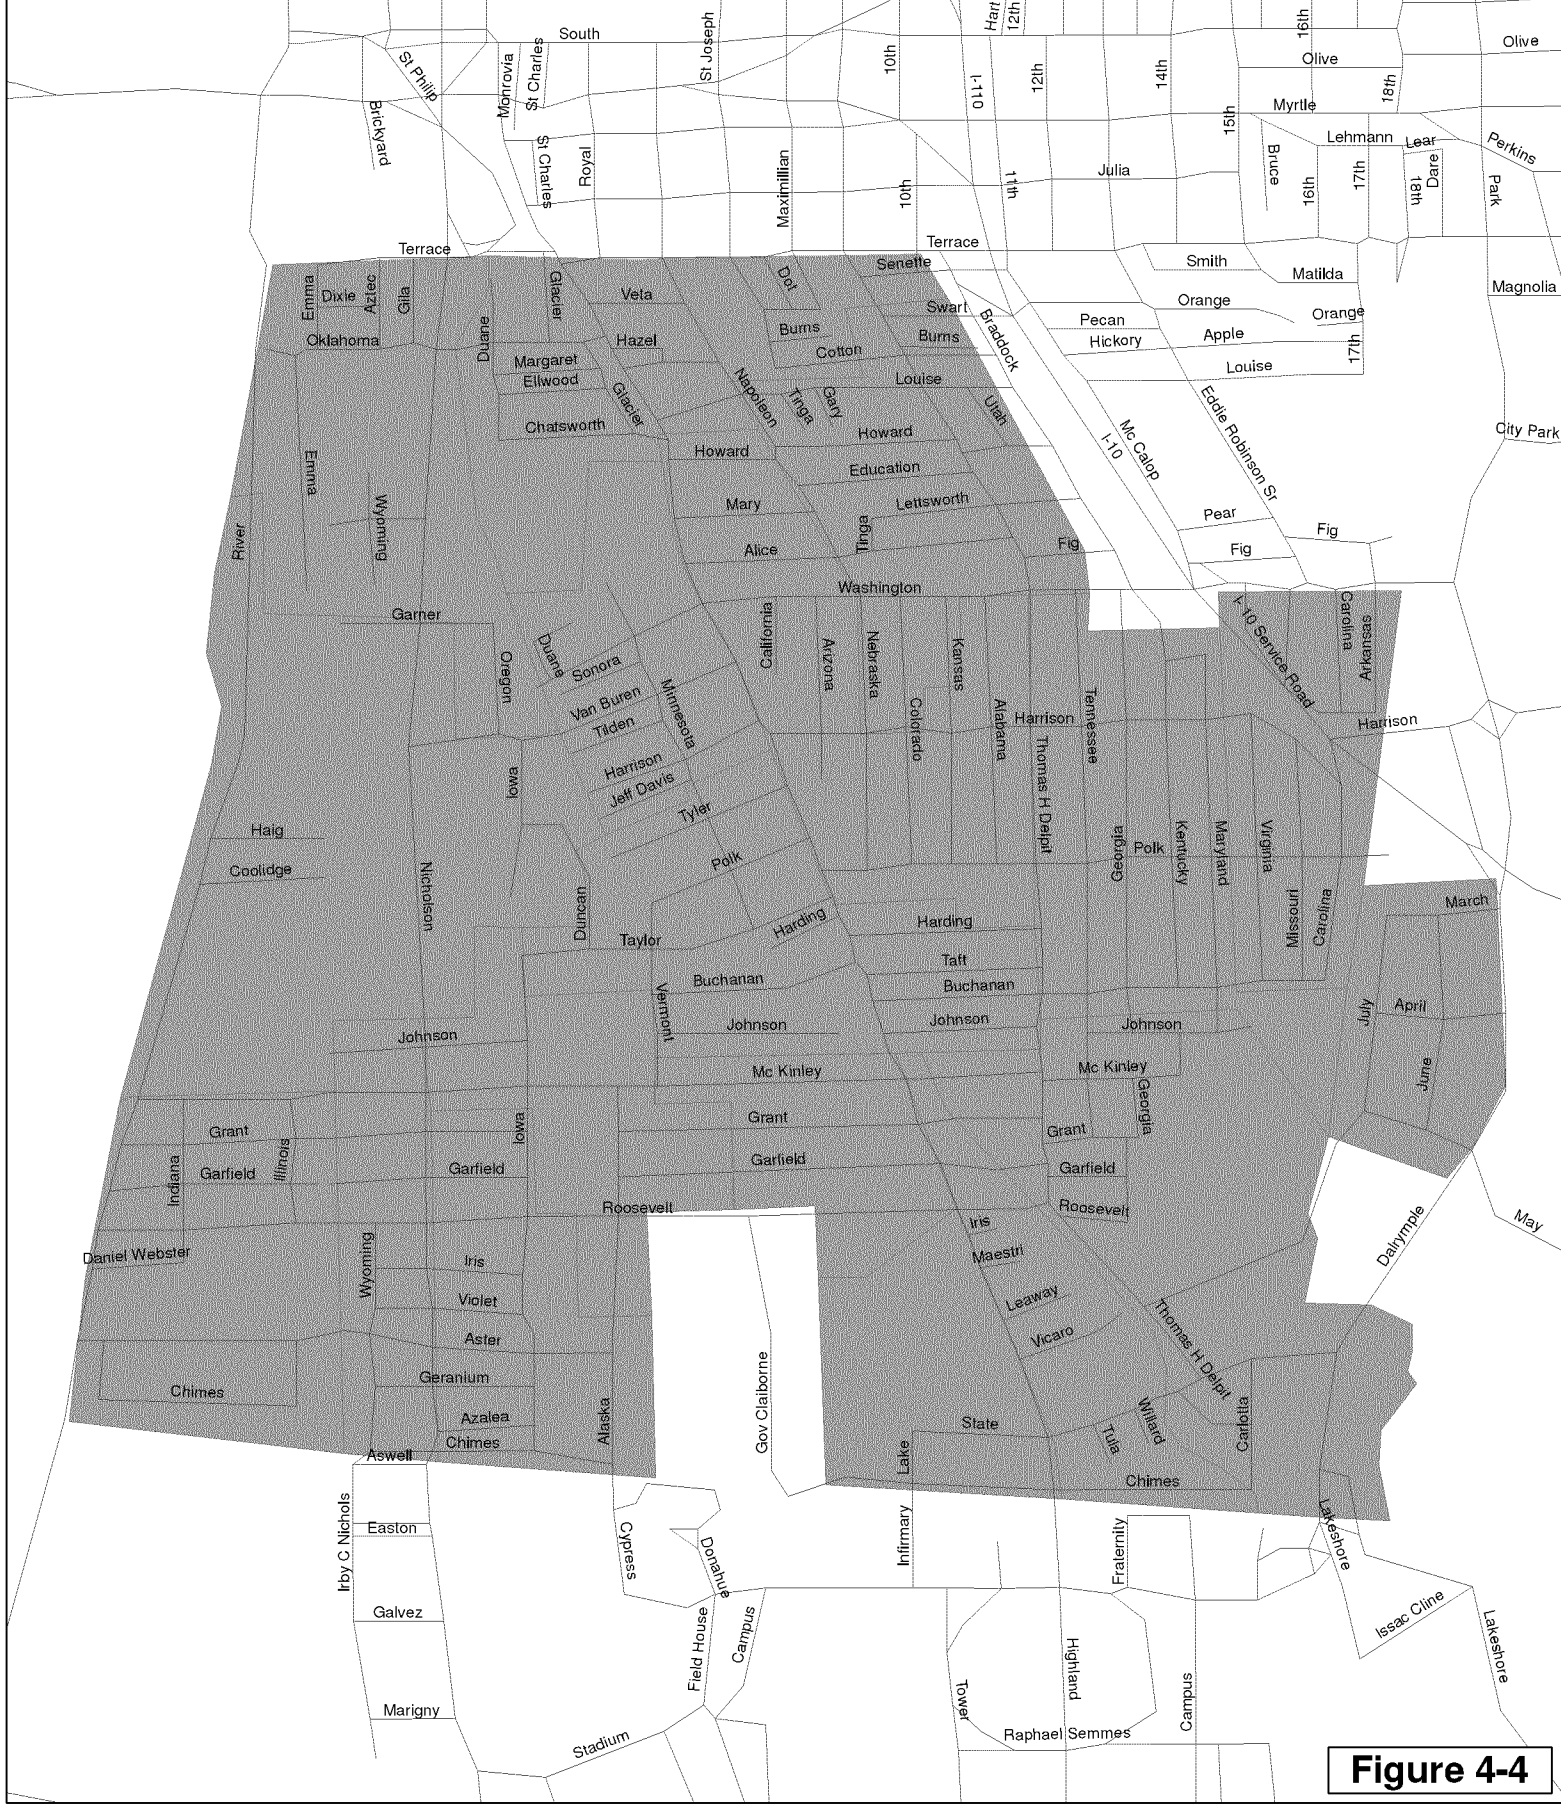 Hart
12th
16th
South
St Joseph
Olive
St Philip
Monrovia
St Charles
10th
I-110
12th
14th
Olive
18th
Brickyard
Myrtle
15th
Lehmann
Lear
Perkins
St Charles
Royal
Maximillian
10th
11th
Julia
Bruce
16th
17th
18th
Dare
Park
Terrace
Terrace
Senette
Smith
Matilda
Magnolia
Emma
Dixie
Aztec
Gila
Glacier
Veta
Dot
Swart
Orange
Orange
Braddock
Pecan
Oklahoma
Duane
Hazel
Burns
Burns
Hickory
Apple
17th
Margaret
Cotton
Ellwood
Louise
Louise
Glacier
Napoleon
Tinga
Gary
Utah
Eddie Robinson Sr
Chatsworth
Howard
Howard
I-10
Mc Calop
City Park
Emma
Education
Wyoming
Mary
Lettsworth
Pear
River
Tinga
Alice
Fig
Fig
Fig
Washington
Garner
California
I-10 Service Road
Carolina
Arkansas
Duane
Sonora
Oregon
Arizona
Nebraska
Kansas
Van Buren
Minnesota
Tilden
Colorado
Alabama
Harrison
Tennessee
Harrison
Iowa
Harrison
Jeff Davis
Thomas H Delpit
Tyler
Haig
Coolidge
Polk
Georgia
Polk
Kentucky
Maryland
Virginia
Nicholson
Duncan
Harding
Harding
Missouri
Carolina
March
Taylor
Taft
Buchanan
Buchanan
Vermont
Johnson
Johnson
Johnson
Johnson
July
April
Mc Kinley
Mc Kinley
June
Grant
Iowa
Grant
Grant
Georgia
Indiana
Garfield
Illinois
Garfield
Garfield
Garfield
Roosevelt
Roosevelt
Daniel Webster
Wyoming
Iris
Iris
Maestri
Dalrymple
May
Violet
Leaway
Aster
Vicaro
Thomas H Delpit
Geranium
Chimes
Gov Claiborne
Azalea
Alaska
State
Willard
Carlotta
Chimes
Lake
Tula
Aswell
Chimes
Irby C Nichols
Easton
Cypress
Donahue
Infirmary
Fraternity
Lakeshore
Galvez
Field House
Campus
Highland
Issac Cline
Lakeshore
Marigny
Tower
Campus
Stadium
Raphael Semmes
Figure 4-4